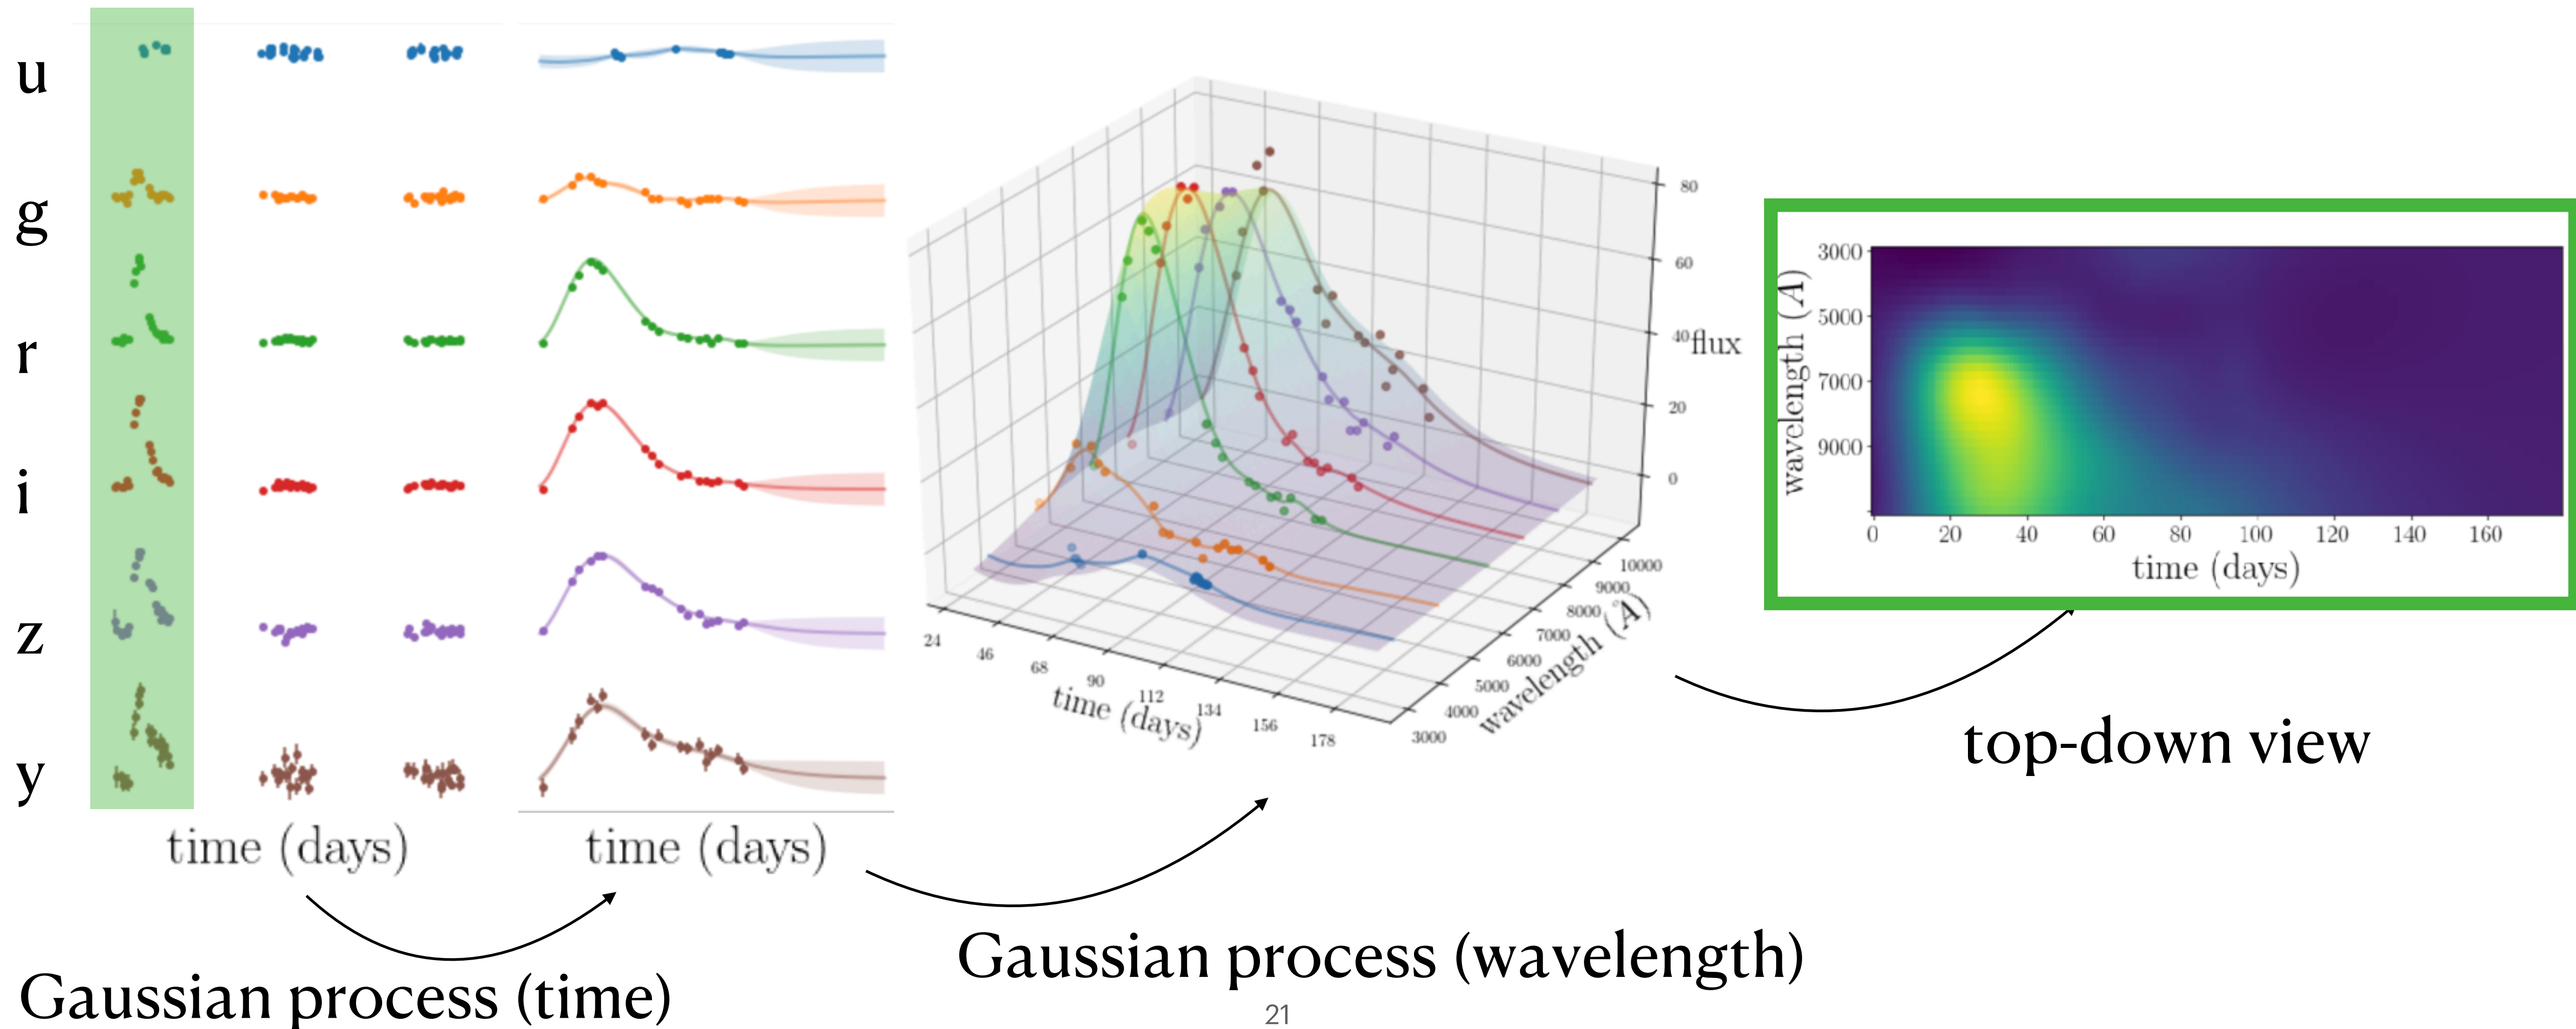 u
g
r
i
z
y
time (days)
time (days)
Gaussian process (time)
80
60
40
20
0
flux
24
46
68
90
112
134
156
178
time (days)
3000
4000
5000
6000
7000
8000
9000
10000
wavelength (Å)
Gaussian process (wavelength)
3000
5000
7000
9000
wavelength (A)
0 20 40 60 80 100 120 140 160
time (days)
top-down view
21